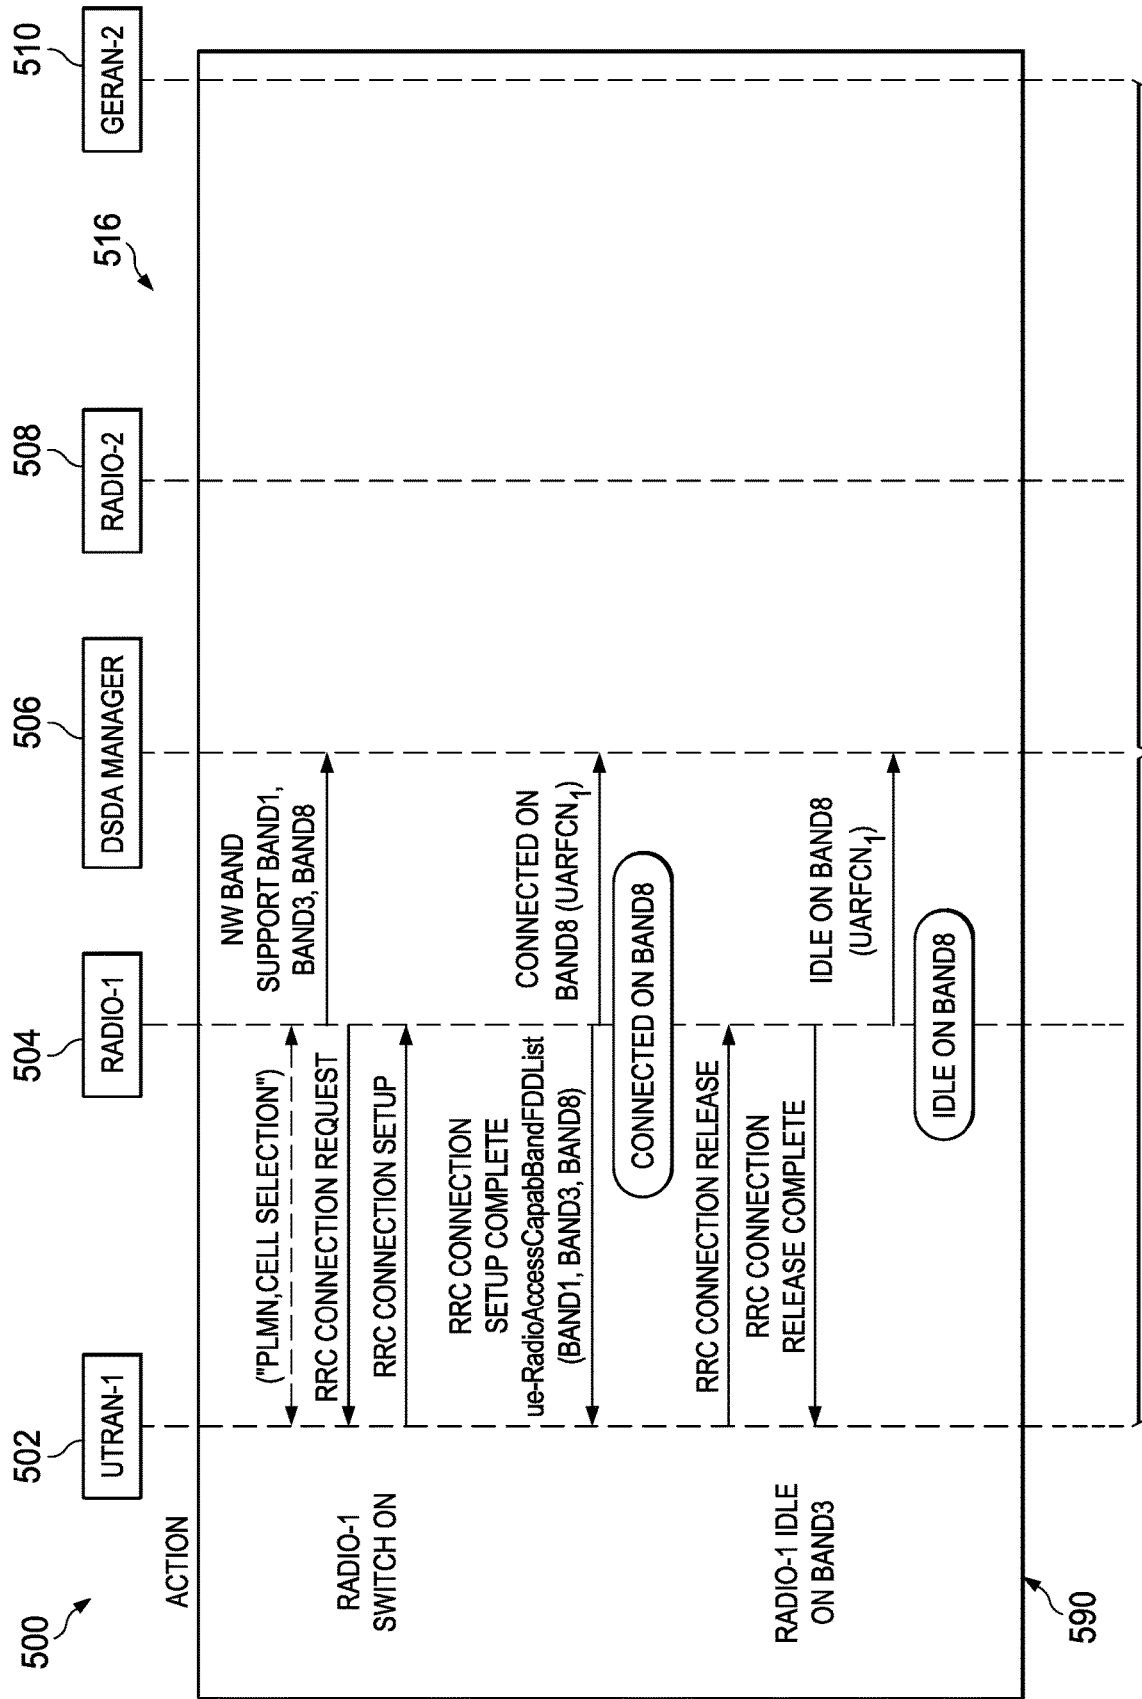 500
502
504
506
508
516
510
ACTION
UTRAN-1
RADIO-1
DSDA MANAGER
RADIO-2
GERAN-2
RADIO-1
SWITCH ON
("PLMN,CELL SELECTION")
NW BAND
SUPPORT BAND1,
BAND3, BAND8
RRC CONNECTION REQUEST
RRC CONNECTION SETUP
RRC CONNECTION
SETUP COMPLETE
ue-RadioAccessCapabBandFDDList
(BAND1, BAND3, BAND8)
CONNECTED ON
BAND8 (UARFCN1)
CONNECTED ON BAND8
RRC CONNECTION RELEASE
RADIO-1 IDLE
ON BAND3
RRC CONNECTION
RELEASE COMPLETE
IDLE ON BAND8
(UARFCN1)
IDLE ON BAND8
590